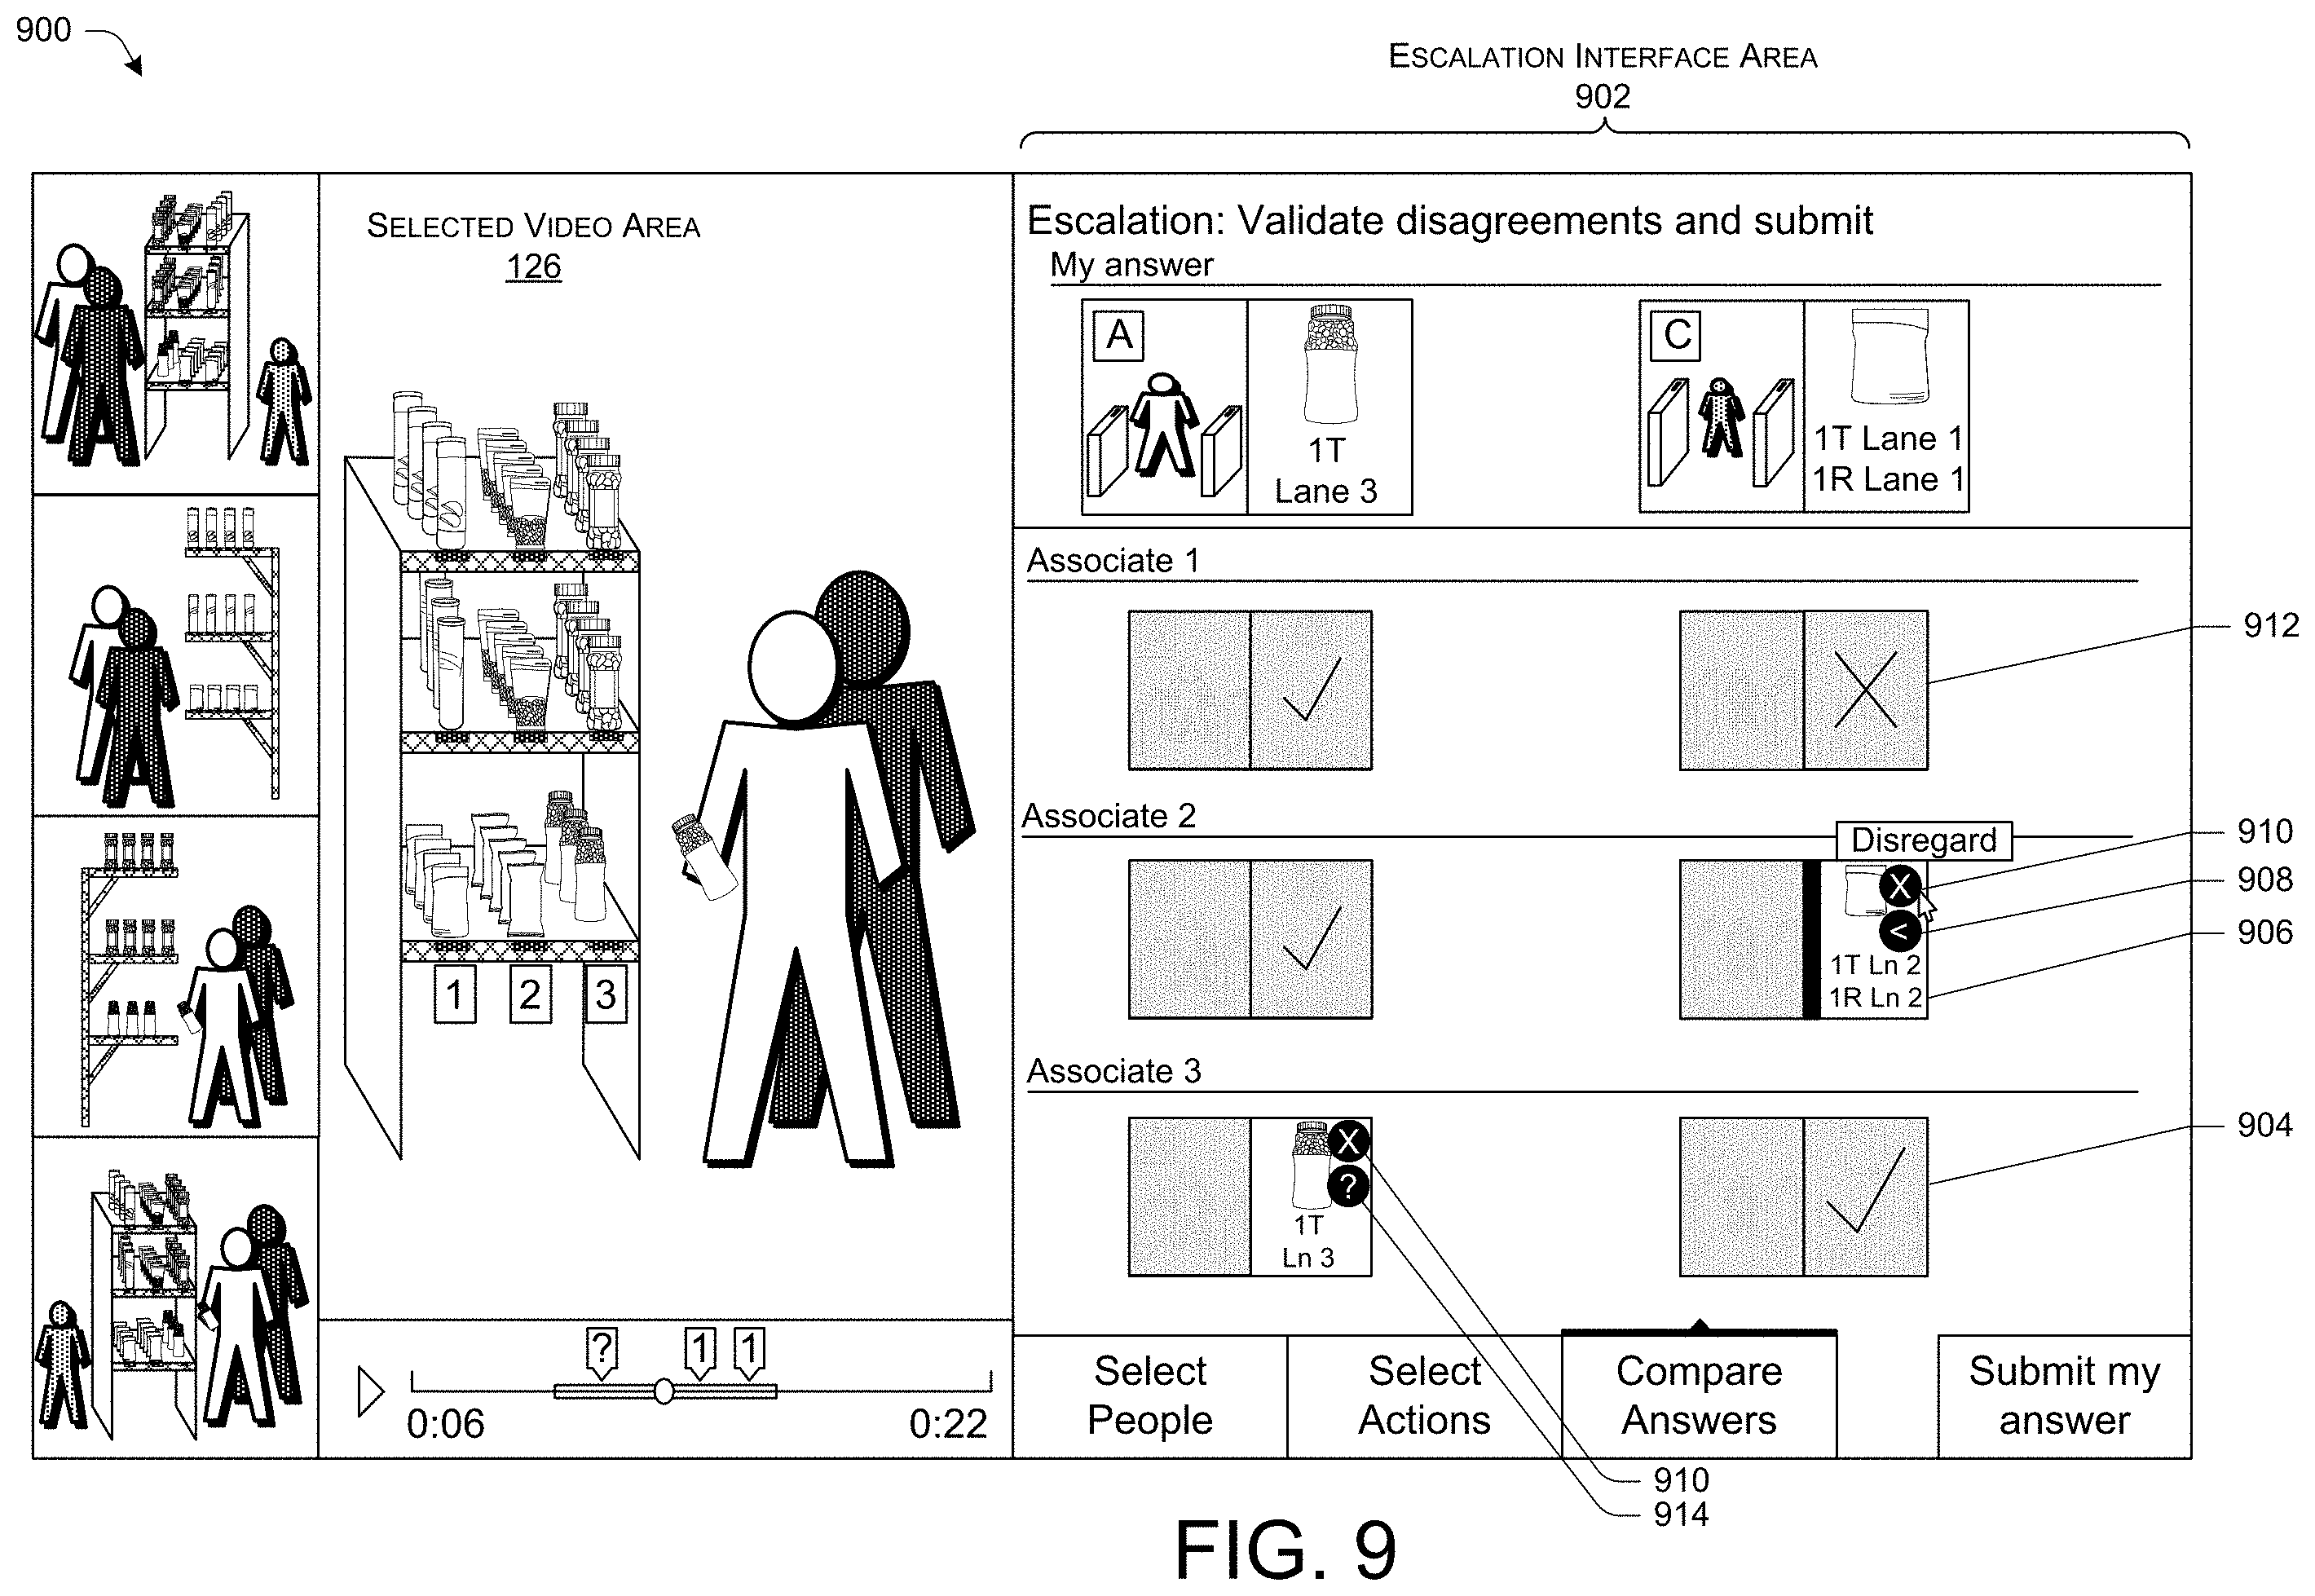 900
ESCALATION INTERFACE AREA
902
SELECTED VIDEO AREA
126
1
2
3
?
1
1
0:06
0:22
Escalation: Validate disagreements and submit
My answer
A
1T
Lane 3
C
1T Lane 1
1R Lane 1
Associate 1
912
Associate 2
Disregard
X
<
1T Ln 2
1R Ln 2
910
908
906
Associate 3
X
?
1T
Ln 3
904
Select
People
Select
Actions
Compare
Answers
Submit my
answer
910
914
FIG. 9